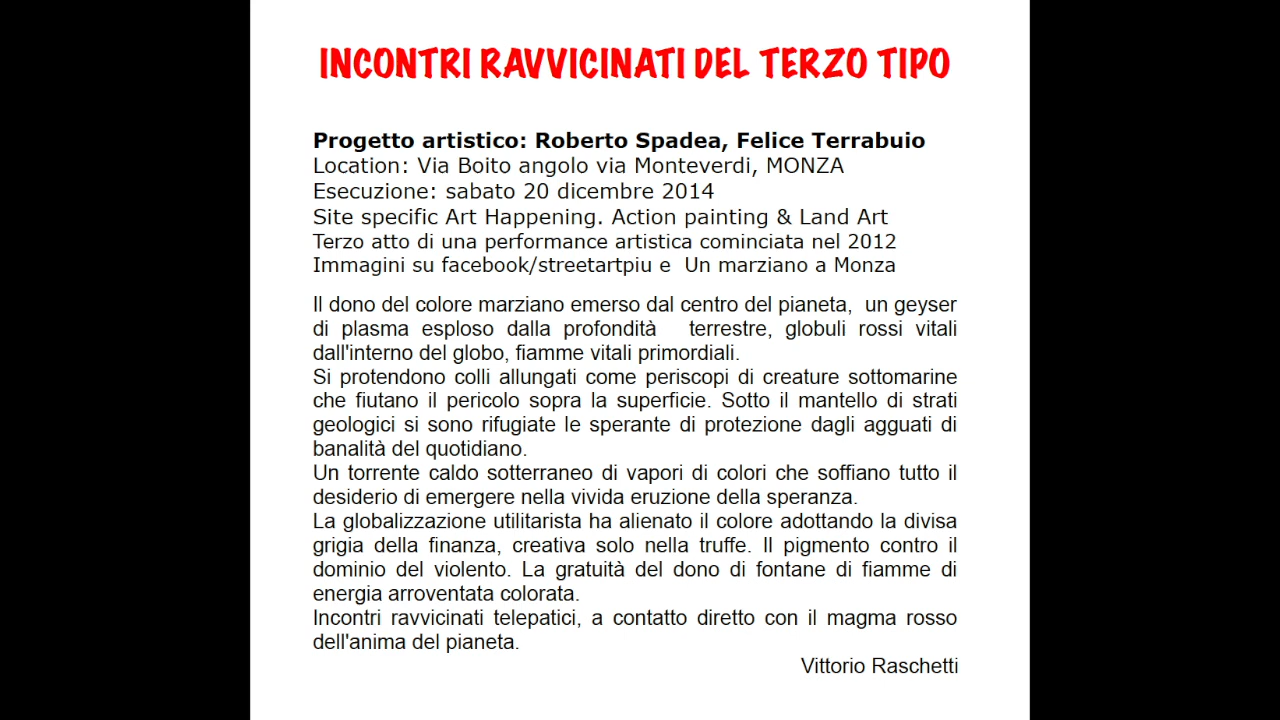 INCONTRI RAVVICINATI DEL TERZO TIPO
Progetto artistico: Roberto Spadea, Felice Terrabuio
Location: Via Boito angolo via Monteverdi, MONZA
Esecuzione: sabato 20 dicembre 2014
Site specific Art Happening. Action painting & Land Art
Terzo atto di una performance artistica cominciata nel 2012
Immagini su facebook/streetartpiu e  Un marziano a Monza
Il dono del colore marziano emerso dal centro del pianeta,  un geyser
di plasma esploso dalla profondità   terrestre, globuli rossi vitali
dall'interno del globo, fiamme vitali primordiali.
Si protendono colli allungati come periscopi di creature sottomarine
che fiutano il pericolo sopra la superficie. Sotto il mantello di strati
geologici si sono rifugiate le sperante di protezione dagli agguati di
banalità del quotidiano.
Un torrente caldo sotterraneo di vapori di colori che soffiano tutto il
desiderio di emergere nella vivida eruzione della speranza.
La globalizzazione utilitarista ha alienato il colore adottando la divisa
grigia della finanza, creativa solo nella truffe. Il pigmento contro il
dominio del violento. La gratuità del dono di fontane di fiamme di
energia arroventata colorata.
Incontri ravvicinati telepatici, a contatto diretto con il magma rosso
dell'anima del pianeta.
Vittorio Raschetti